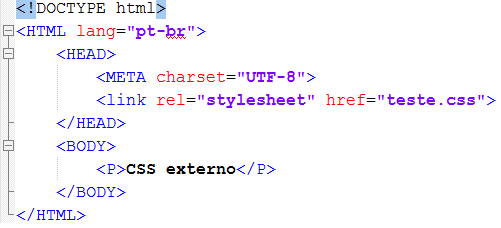 <!DOCTYPE html>
<HTML lang="pt-br">
<HEAD>
<META charset="UTF-8">
<link rel="stylesheet" href="teste.css">
</HEAD>
<BODY>
<P>CSS externo</P>
</BODY>
</HTML>